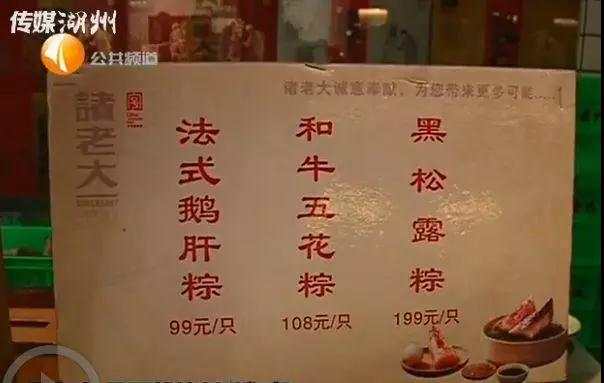 传媒湖州
公共频道
诸老大诚意奉献，为您带来更多可能......
諸老大
法式鹅肝粽
99元/只
和牛五花粽
108元/只
黑松露粽
199元/只